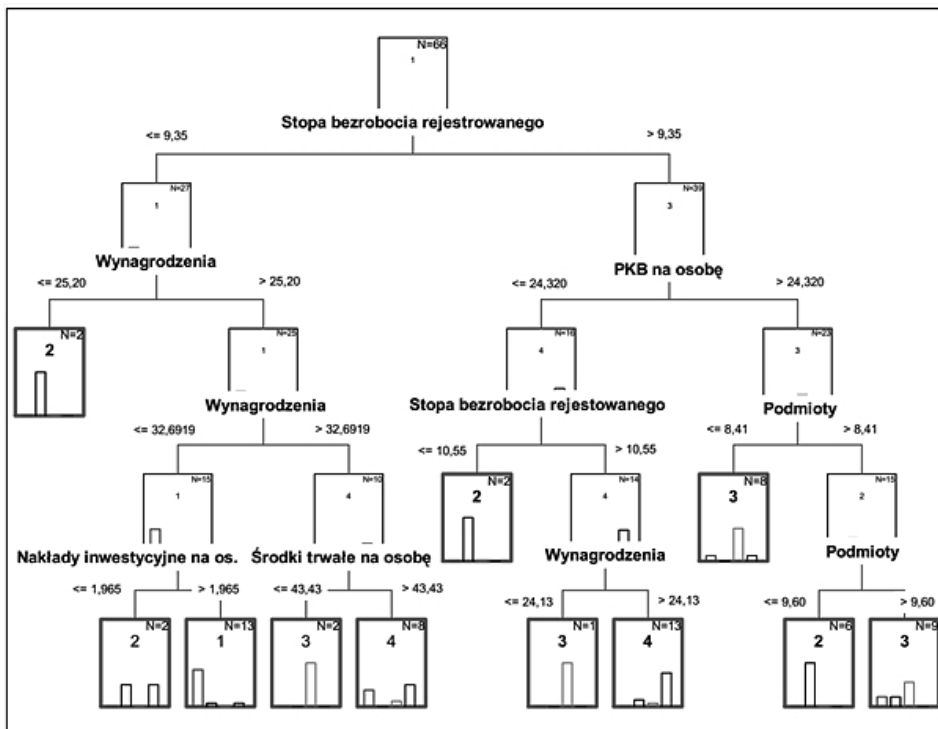 N=66
1
Stopa bezrobocia rejestrowanego
<= 9,35 > 9,35
N=27 N=39
1 3
Wynagrodzenia PKB na osobę
<= 25,20 > 25,20 <= 24,320 > 24,320
N=2 N=25 N=16 N=23
2 1 4 3
Wynagrodzenia Stopa bezrobocia rejestowanego Podmioty
<= 32,6919 > 32,6919 <= 10,55 > 10,55 <= 8,41 > 8,41
N=15 N=10 N=2 N=14 N=8 N=15
1 4 2 4 3 2
Nakłady inwestycyjne na os. Środki trwałe na osobę Wynagrodzenia Podmioty
<= 1,965 > 1,965 <= 43,43 > 43,43 <= 24,13 > 24,13 <= 9,60 > 9,60
N=2 N=13 N=2 N=8 N=1 N=13 N=6 N=9
2 1 3 4 3 4 2 3